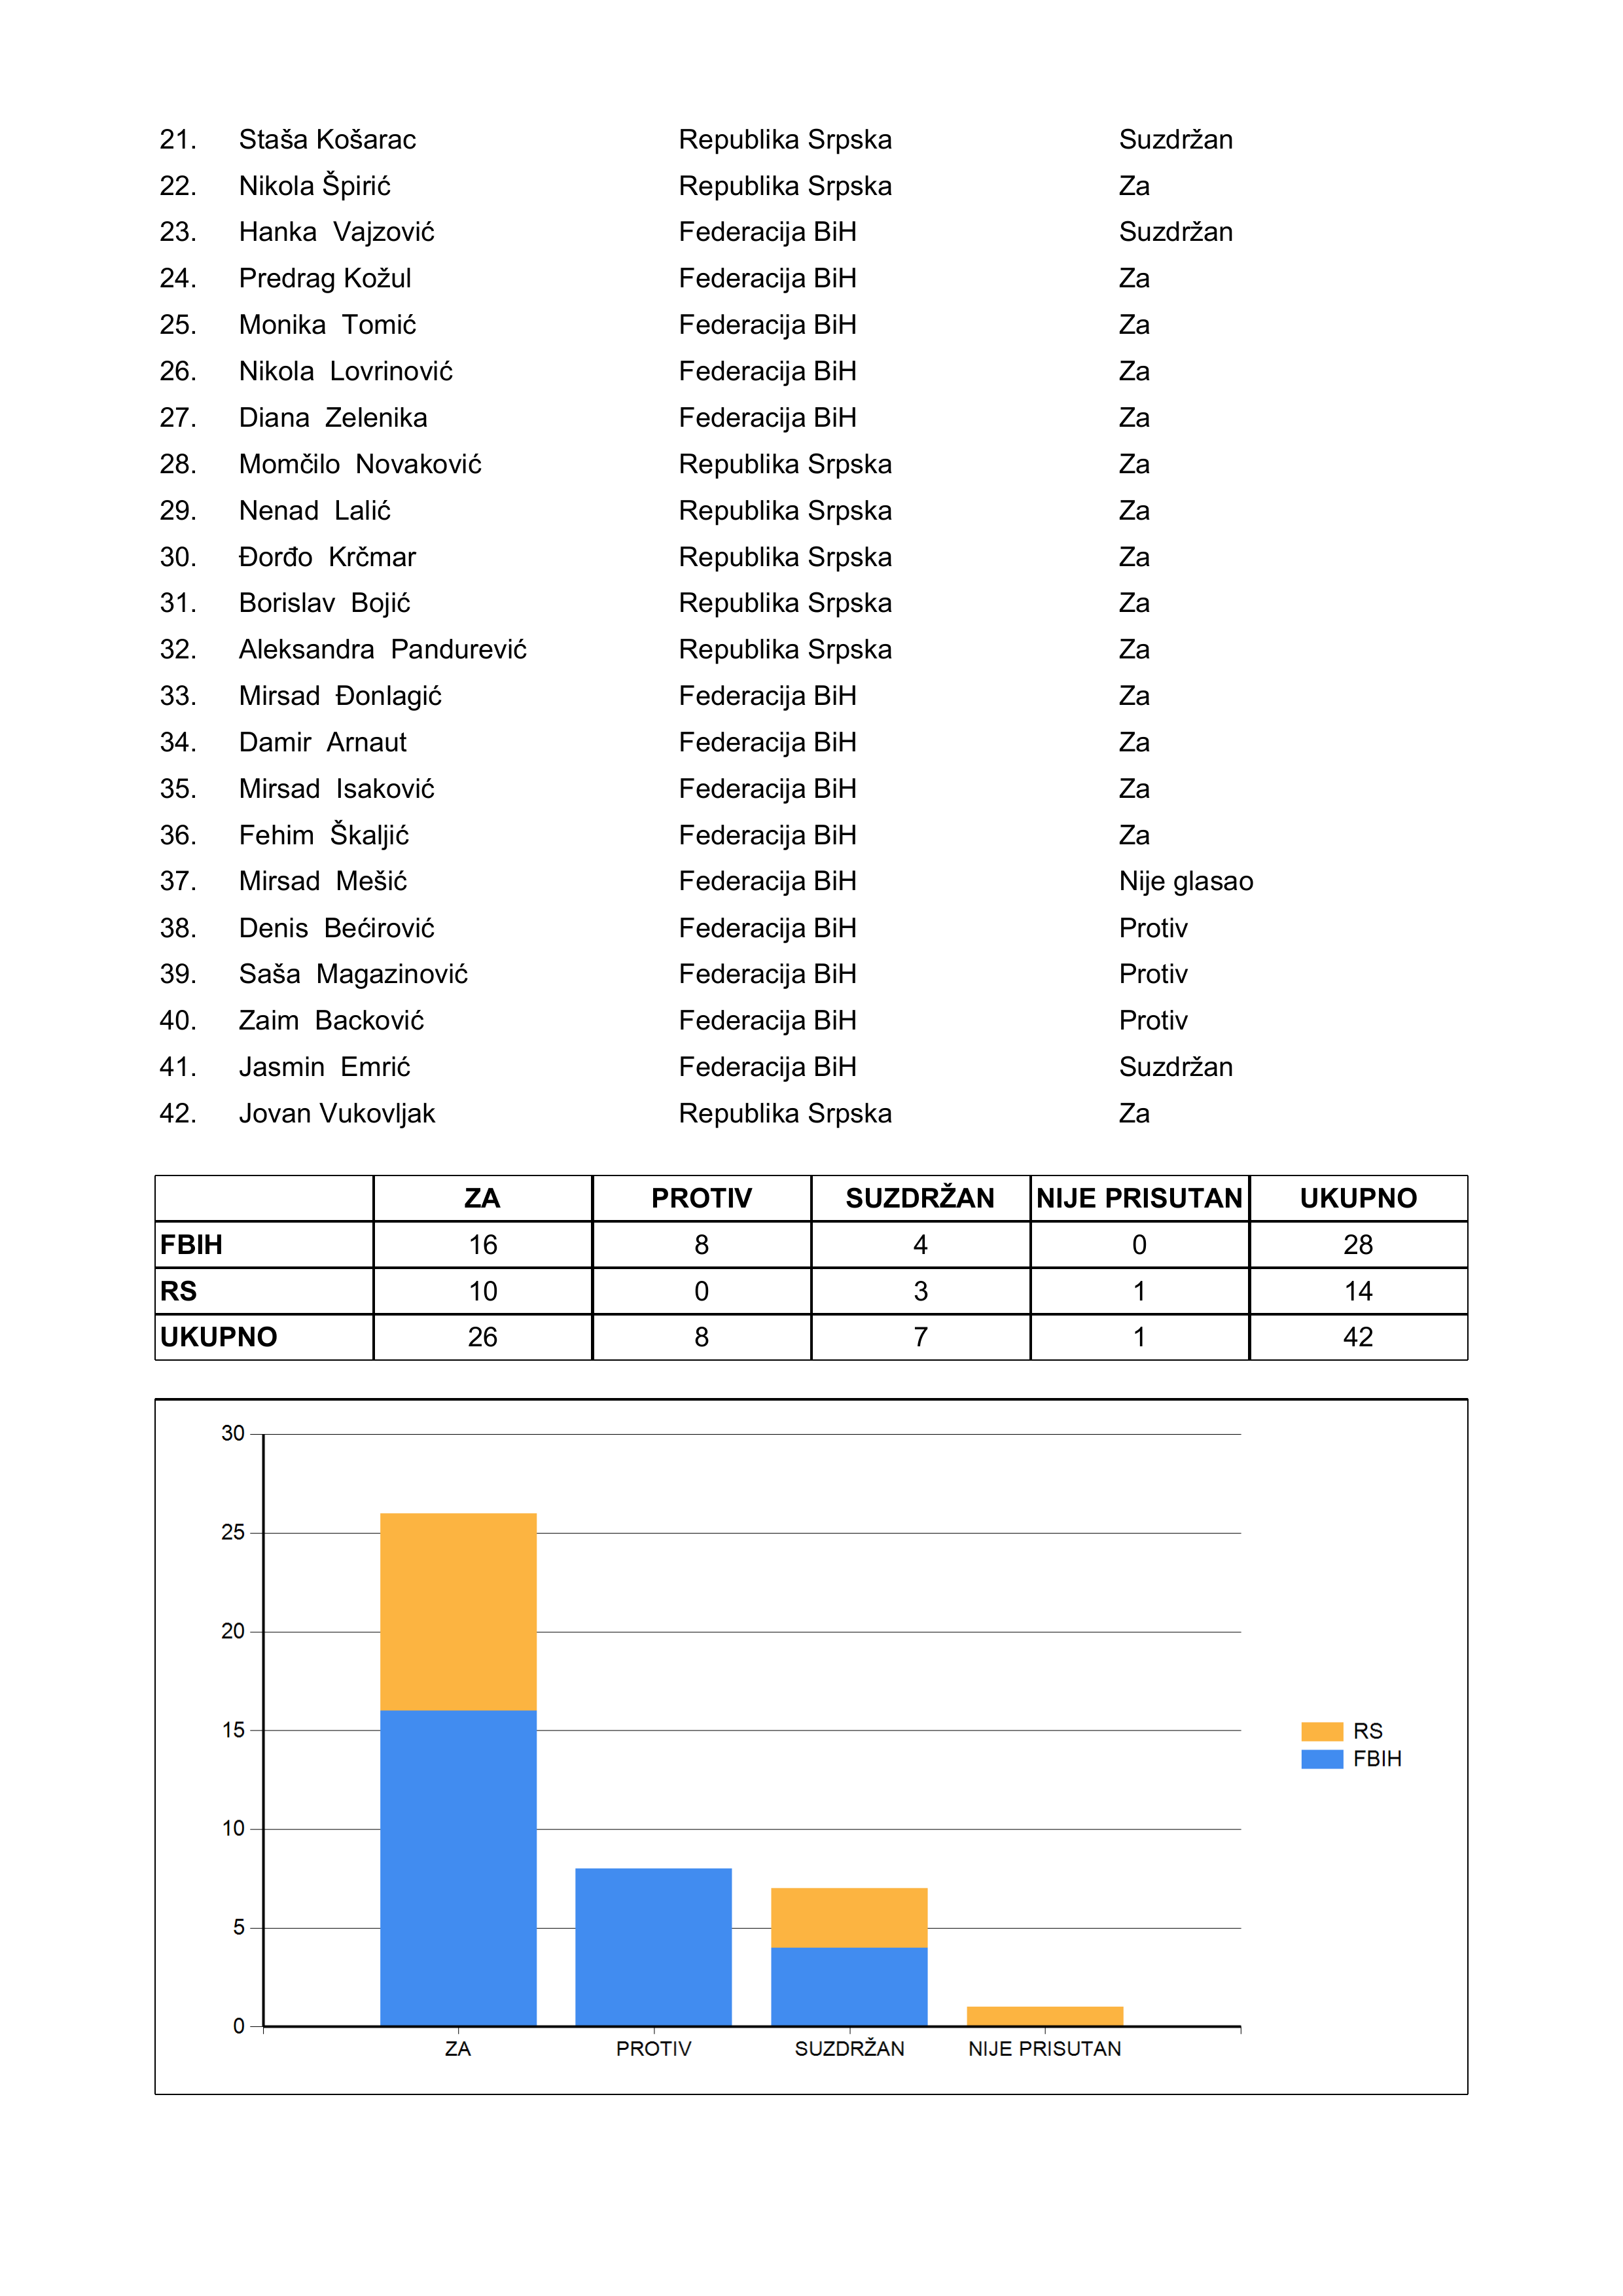 21. Staša Košarac Republika Srpska Suzdržan
22. Nikola Špirić Republika Srpska Za
23. Hanka Vajzović Federacija BiH Suzdržan
24. Predrag Kožul Federacija BiH Za
25. Monika Tomić Federacija BiH Za
26. Nikola Lovrinović Federacija BiH Za
27. Diana Zelenika Federacija BiH Za
28. Momčilo Novaković Republika Srpska Za
29. Nenad Lalić Republika Srpska Za
30. Đorđo Krčmar Republika Srpska Za
31. Borislav Bojić Republika Srpska Za
32. Aleksandra Pandurević Republika Srpska Za
33. Mirsad Đonlagić Federacija BiH Za
34. Damir Arnaut Federacija BiH Za
35. Mirsad Isaković Federacija BiH Za
36. Fehim Škaljić Federacija BiH Za
37. Mirsad Mešić Federacija BiH Nije glasao
38. Denis Bećirović Federacija BiH Protiv
39. Saša Magazinović Federacija BiH Protiv
40. Zaim Backović Federacija BiH Protiv
41. Jasmin Emrić Federacija BiH Suzdržan
42. Jovan Vukovljak Republika Srpska Za
ZA PROTIV SUZDRŽAN NIJE PRISUTAN UKUPNO
FBIH 16 8 4 0 28
RS 10 0 3 1 14
UKUPNO 26 8 7 1 42
30
25
20
15
10
5
0
ZA PROTIV SUZDRŽAN NIJE PRISUTAN
RS
FBIH